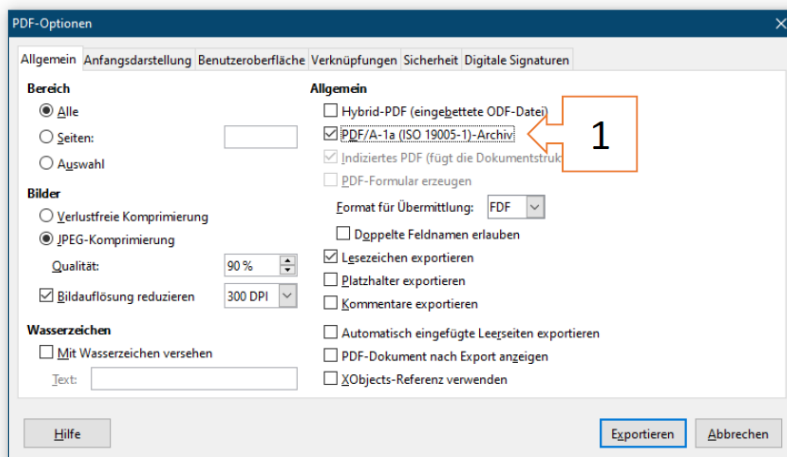 PDF-Optionen
Allgemein Anfangsdarstellung Benutzeroberfläche Verknüpfungen Sicherheit Digitale Signaturen
Bereich
Alle
Seiten:
Auswahl
Bilder
Verlustfreie Komprimierung
JPEG-Komprimierung
Qualität: 90 %
Bildauflösung reduzieren 300 DPI
Wasserzeichen
Mit Wasserzeichen versehen
Text:
Allgemein
Hybrid-PDF (eingebettete ODF-Datei)
PDF/A-1a (ISO 19005-1)-Archiv
1
Indiziertes PDF (fügt die Dokumentstruk
PDF-Formular erzeugen
Format für Übermittlung: FDF
Doppelte Feldnamen erlauben
Lesezeichen exportieren
Platzhalter exportieren
Kommentare exportieren
Automatisch eingefügte Leerseiten exportieren
PDF-Dokument nach Export anzeigen
XObjects-Referenz verwenden
Hilfe
Exportieren
Abbrechen